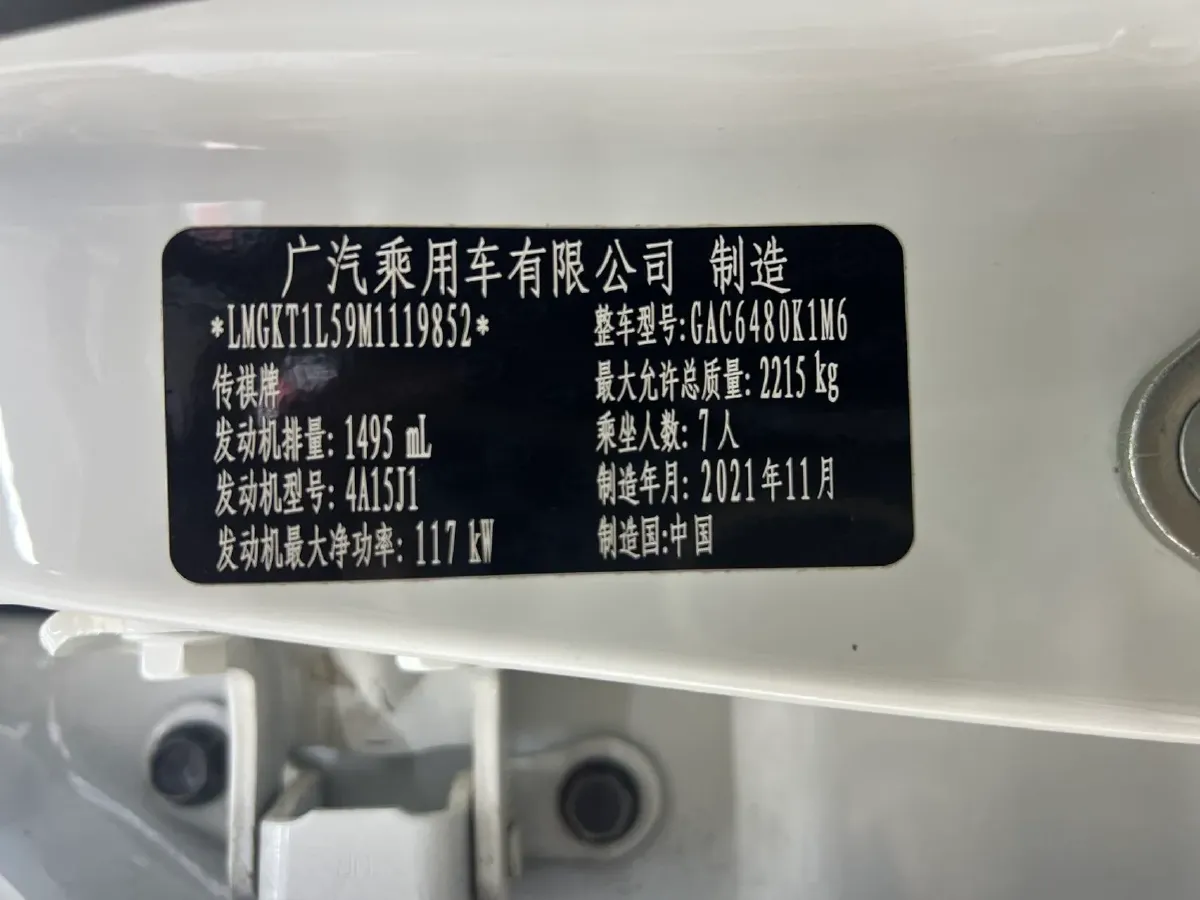 广汽乘用车有限公司 制造
*LMGKT1L59M1119852*
整车型号:GAC6480K1M6
传祺牌
最大允许总质量:2215 kg
发动机排量:1495 mL
乘坐人数:7人
发动机型号:4A15J1
制造年月:2021年11月
发动机最大净功率:117 kW
制造国:中国